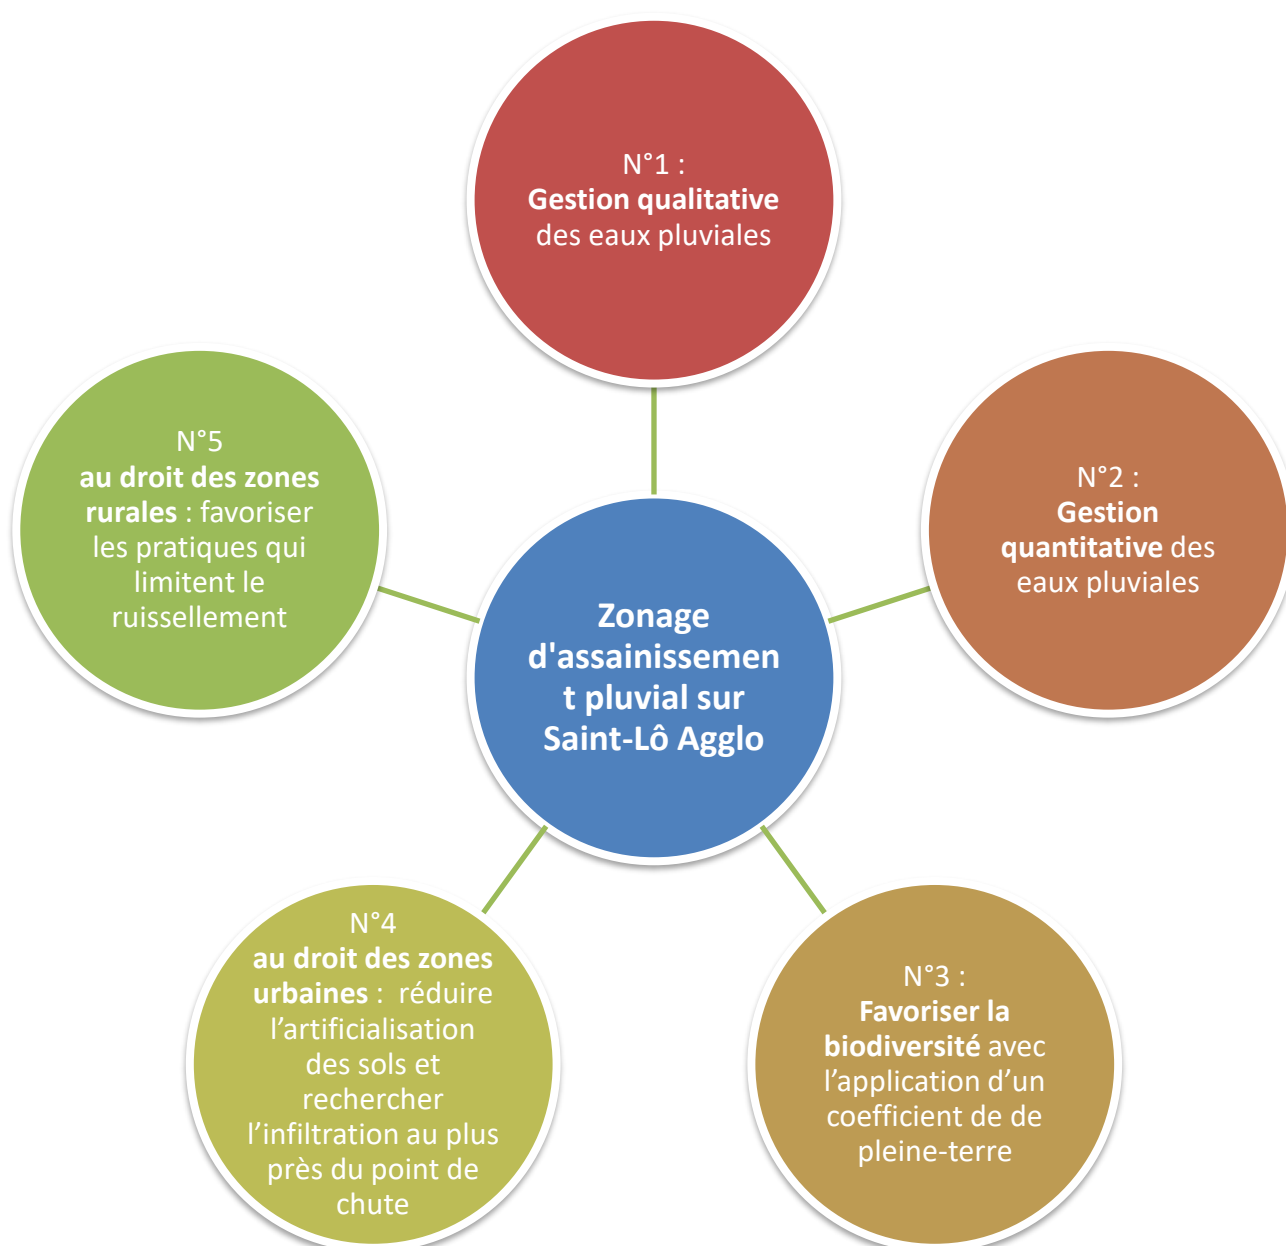 N°1 :
Gestion qualitative
des eaux pluviales
N°2 :
Gestion
quantitative des
eaux pluviales
N°3 :
Favoriser la
biodiversité avec
l’application d’un
coefficient de de
pleine-terre
N°4
au droit des zones
urbaines :  réduire
l’artificialisation
des sols et
rechercher
l’infiltration au plus
près du point de
chute
N°5
au droit des zones
rurales : favoriser
les pratiques qui
limitent le
ruissellement
Zonage
d'assainissemen
t pluvial sur
Saint-Lô Agglo